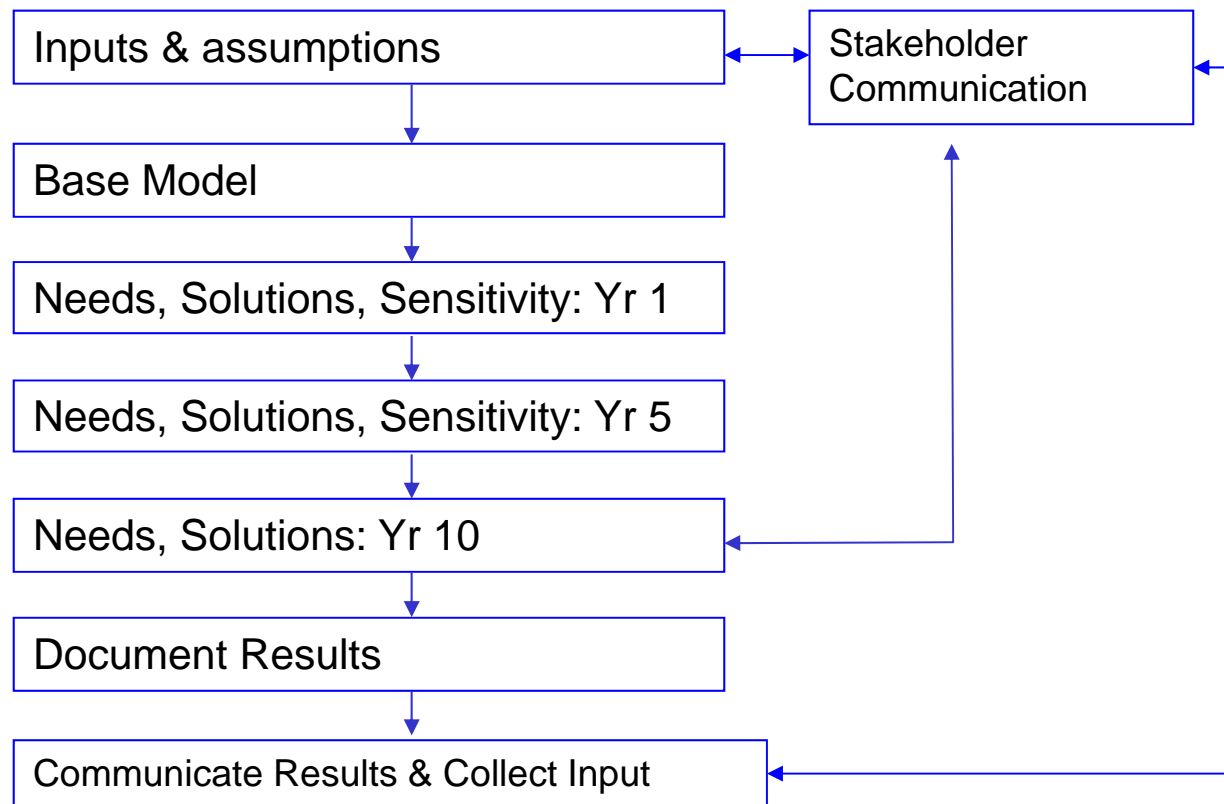 Inputs & assumptions
Stakeholder
Communication
Base Model
Needs, Solutions, Sensitivity: Yr 1
Needs, Solutions, Sensitivity: Yr 5
Needs, Solutions: Yr 10
Document Results
Communicate Results & Collect Input